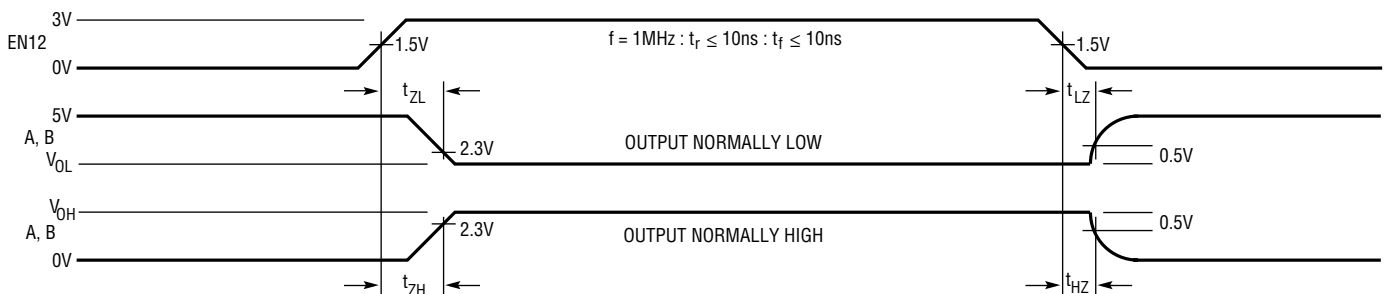 3V
EN12
1.5V
f = 1MHz : tr ≤ 10ns : tf ≤ 10ns
1.5V
0V
tZL
tLZ
5V
A, B
2.3V
OUTPUT NORMALLY LOW
0.5V
VOL
VOH
A, B
2.3V
OUTPUT NORMALLY HIGH
0.5V
0V
tZH
tHZ